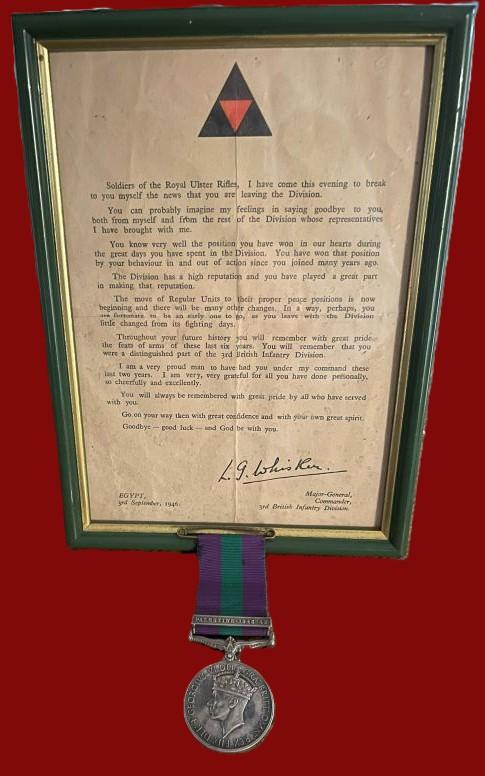 Soldiers of the Royal Ulster Rifles, I have come this evening to break
to you myself the news that you are leaving the Division.
You can probably imagine my feelings in saying goodbye to you,
both from myself and from the rest of the Division whose representatives
I have brought with me.
You know very well the position you have won in our hearts during
the great days you have spent in the Division. You have won that position
by your behaviour in and out of action since you joined many years ago.
The Division has a high reputation and you have played a great part
in making that reputation.
The move of Regular Units to their proper peace positions is now
beginning and there will be many other changes. In a way, perhaps, you
are fortunate to be an early one to go, as you leave with the Division
little changed from its fighting days.
Throughout your future history you will remember with great pride
the feats of arms of these last six years. You will remember that you
were a distinguished part of the 3rd British Infantry Division.
I am a very proud man to have had you under my command these
last two years. I am very, very grateful for all you have done personally,
so cheerfully and excellently.
You will always be remembered with great pride by all who have served
with you.
Go on your way then with great confidence and with your own great spirit.
Goodbye — good luck — and God be with you.
L. G. Whisker.
EGYPT,
3rd September, 1946.
Major-General,
Commander,
3rd British Infantry Division.
PALESTINE 1945-48